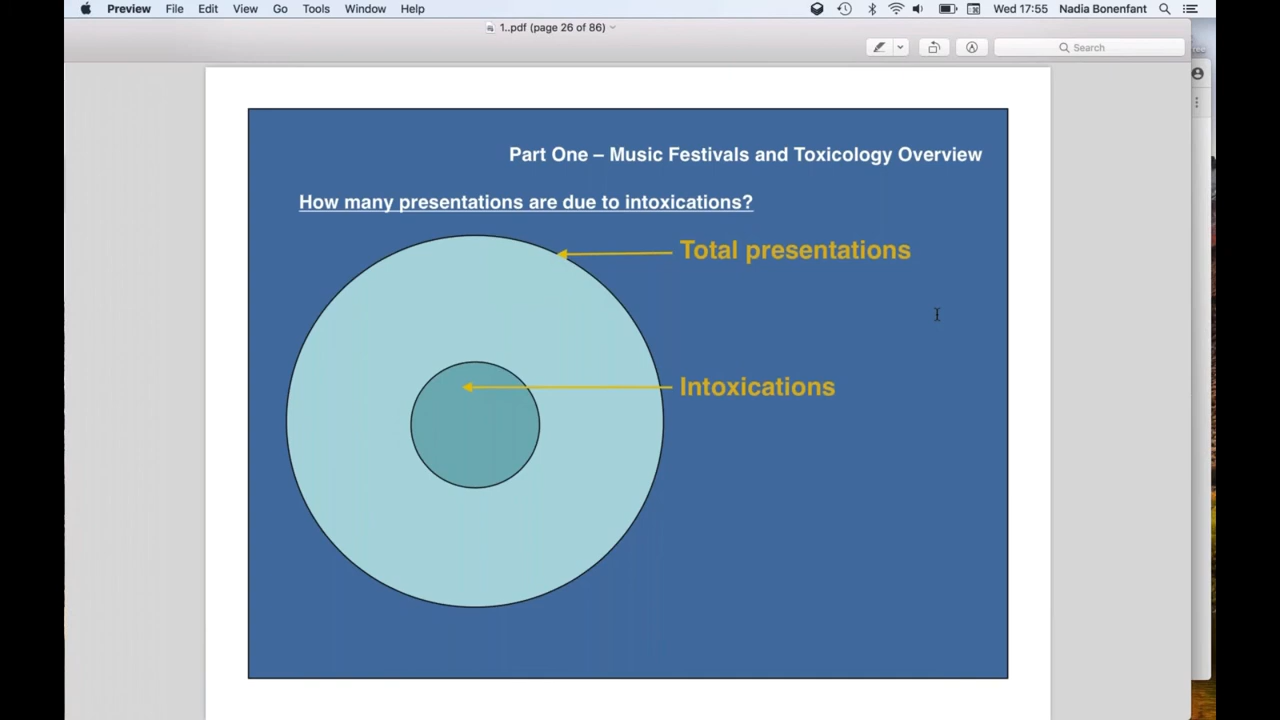 Preview File Edit View Go Tools Window Help Wed 17:55 Nadia Bonenfant
1..pdf (page 26 of 86)
Search
Part One – Music Festivals and Toxicology Overview
How many presentations are due to intoxications?
Total presentations
Intoxications